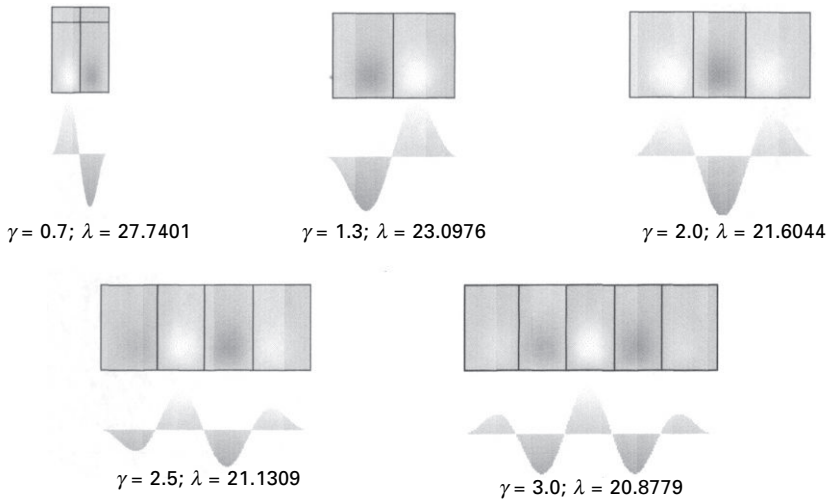 γ = 0.7; λ = 27.7401
γ = 1.3; λ = 23.0976
γ = 2.0; λ = 21.6044
γ = 2.5; λ = 21.1309
γ = 3.0; λ = 20.8779